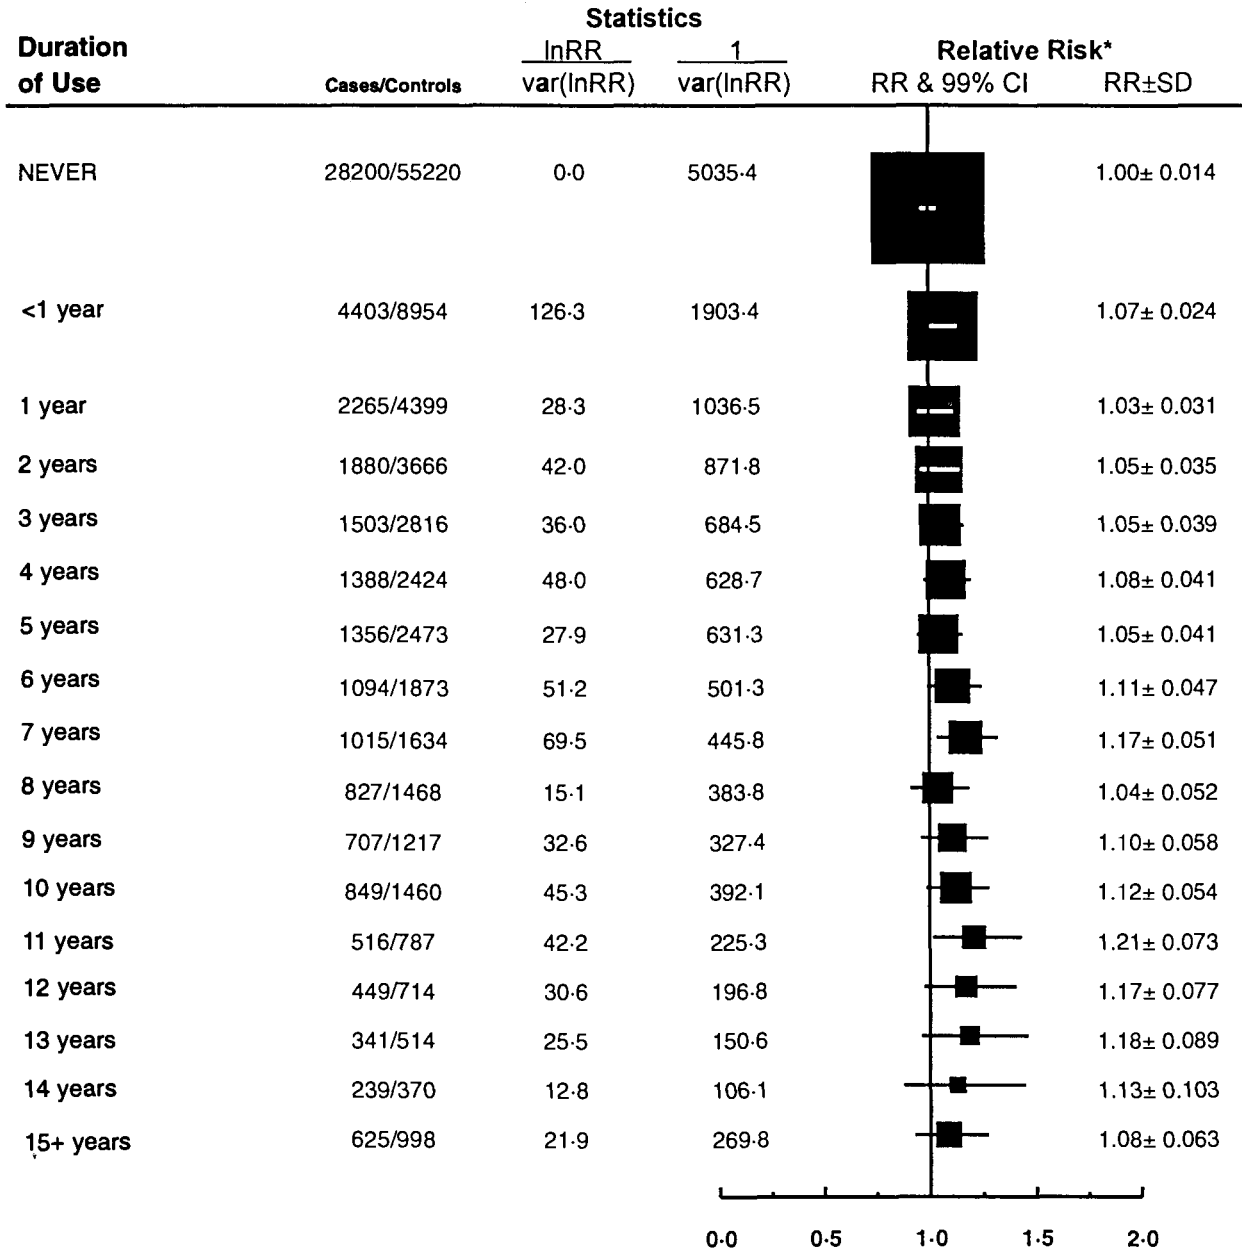 Statistics
Duration of Use Cases/Controls lnRR var(lnRR) 1 var(lnRR) Relative Risk* RR & 99% CI RR±SD
NEVER 28200/55220 0·0 5035·4 1.00± 0.014
<1 year 4403/8954 126·3 1903·4 1.07± 0.024
1 year 2265/4399 28·3 1036·5 1.03± 0.031
2 years 1880/3666 42·0 871·8 1.05± 0.035
3 years 1503/2816 36·0 684·5 1.05± 0.039
4 years 1388/2424 48·0 628·7 1.08± 0.041
5 years 1356/2473 27·9 631·3 1.05± 0.041
6 years 1094/1873 51·2 501·3 1.11± 0.047
7 years 1015/1634 69·5 445·8 1.17± 0.051
8 years 827/1468 15·1 383·8 1.04± 0.052
9 years 707/1217 32·6 327·4 1.10± 0.058
10 years 849/1460 45·3 392·1 1.12± 0.054
11 years 516/787 42·2 225·3 1.21± 0.073
12 years 449/714 30·6 196·8 1.17± 0.077
13 years 341/514 25·5 150·6 1.18± 0.089
14 years 239/370 12·8 106·1 1.13± 0.103
15+ years 625/998 21·9 269·8 1.08± 0.063
0·0 0·5 1·0 1·5 2·0